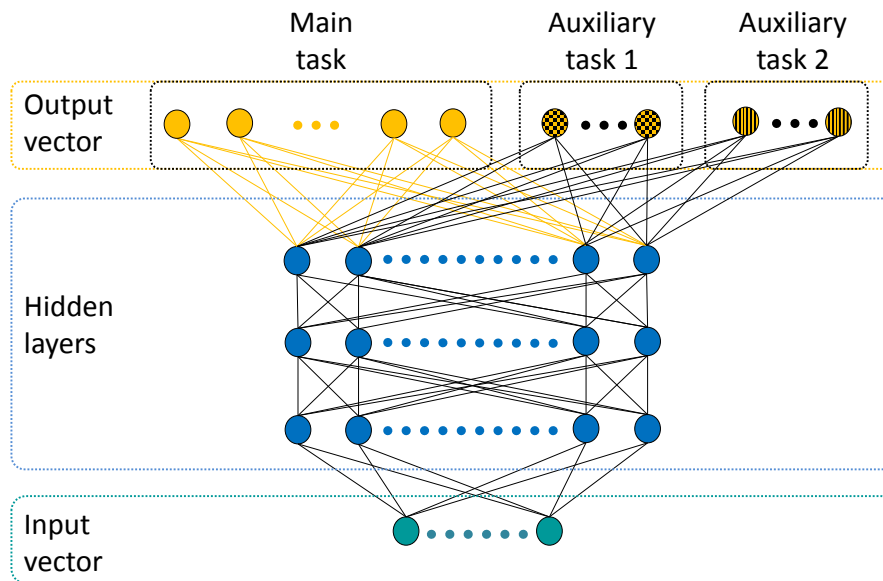 Main
task
Auxiliary
task 1
Auxiliary
task 2
Output
vector
Hidden
layers
Input
vector